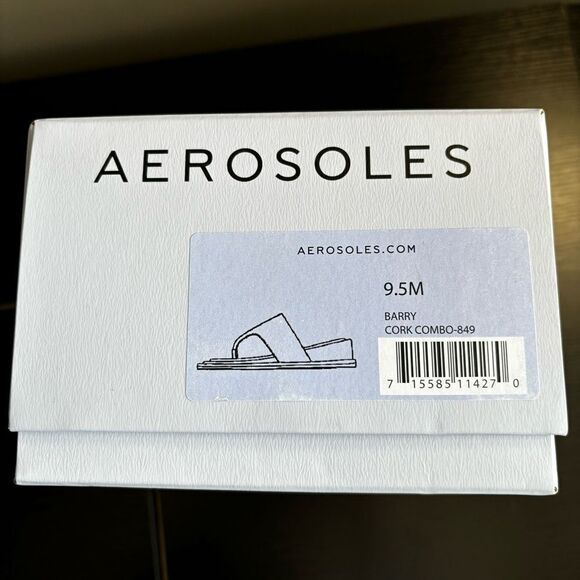 AEROSOLES
AEROSOLES.COM
9.5M
BARRY
CORK COMBO-849
7 15585 11427 0